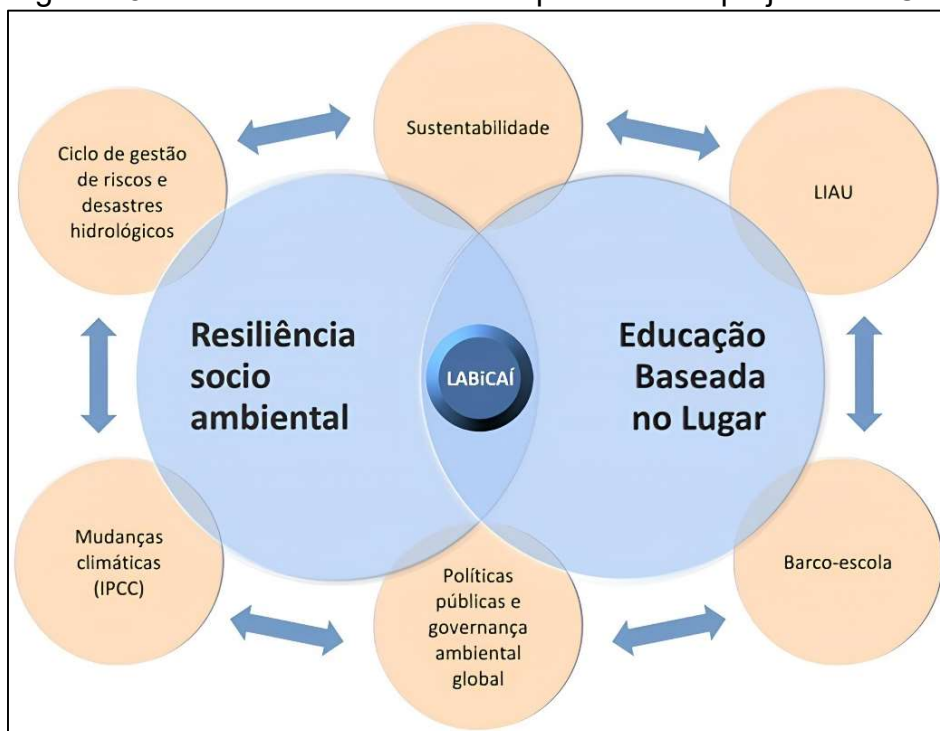 Sustentabilidade
Ciclo de gestão
de riscos e
desastres
hidrológicos
LIAU
Resiliência
socio
ambiental
LABiCAÍ
Educação
Baseada
no Lugar
Mudanças
climáticas
(IPCC)
Políticas
públicas e
governança
ambiental
global
Barco-escola